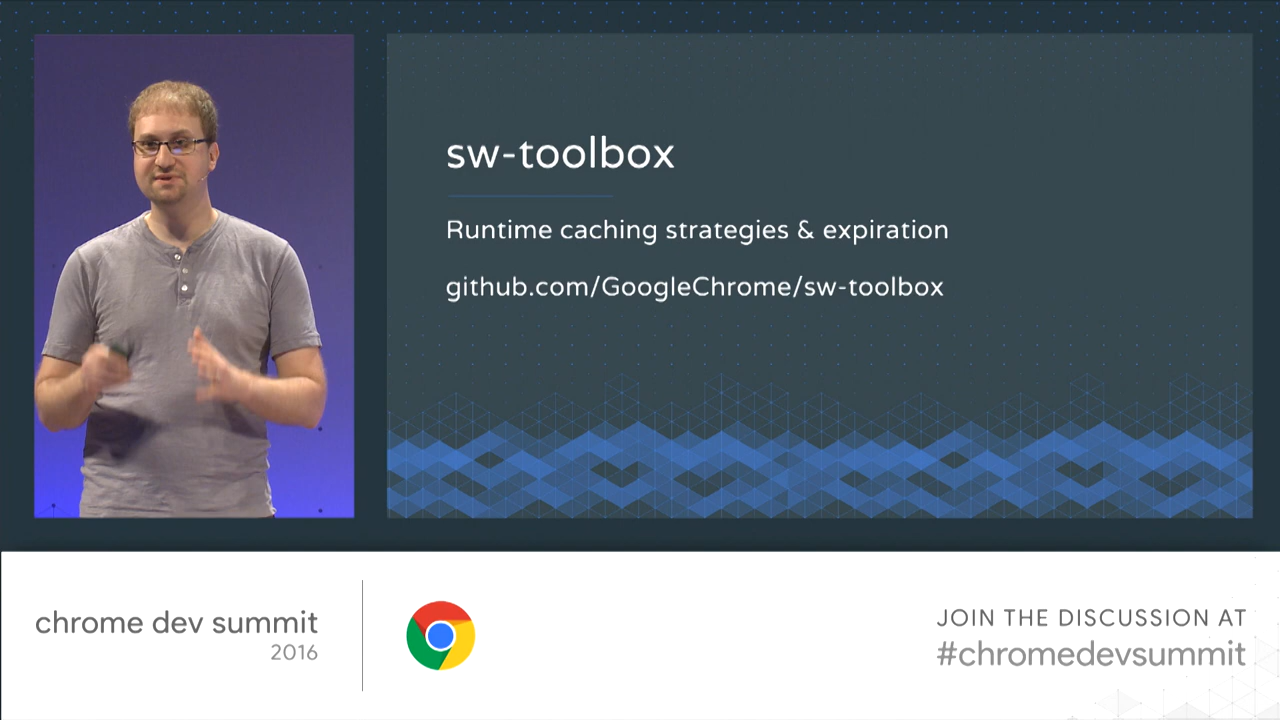 sw-toolbox
Runtime caching strategies & expiration
github.com/GoogleChrome/sw-toolbox
chrome dev summit
2016
JOIN THE DISCUSSION AT
#chromedevsummit